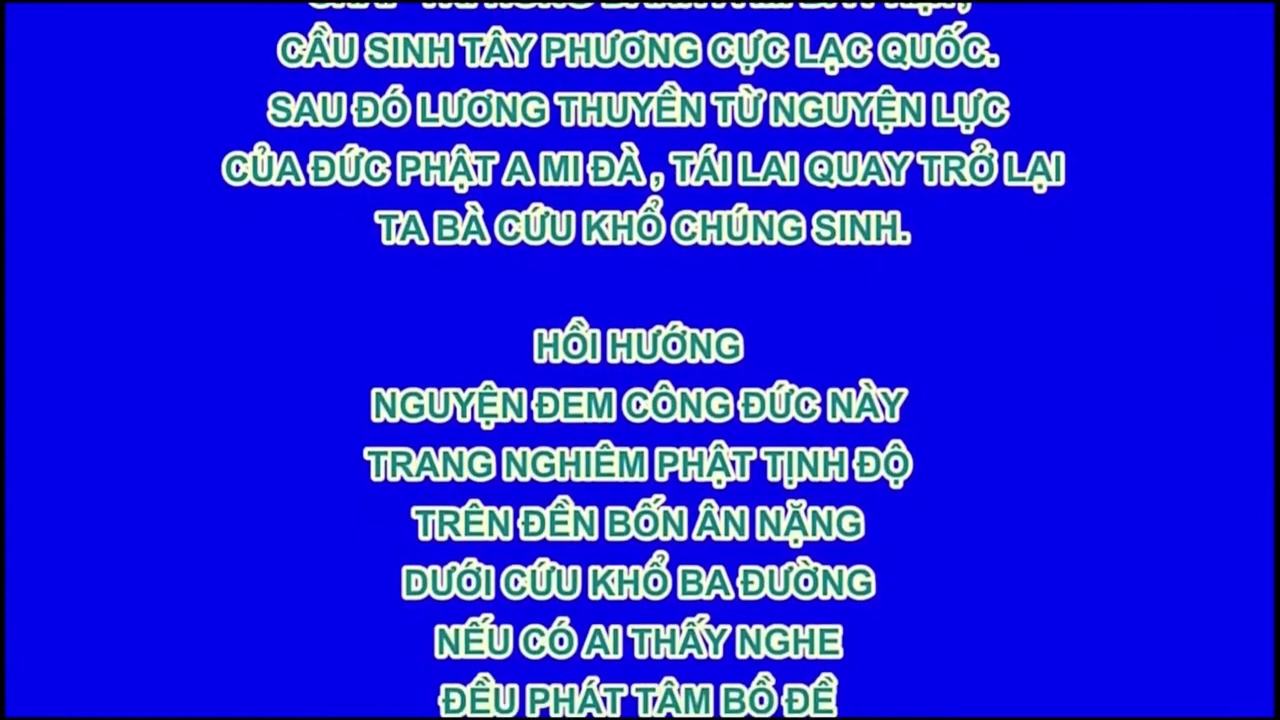 CẦU SINH TÂY PHƯƠNG CỰC LẠC QUỐC.
SAU ĐÓ LƯƠNG THUYỀN TỪ NGUYỆN LỰC
CỦA ĐỨC PHẬT A MI ĐÀ , TÁI LAI QUAY TRỞ LẠI
TA BÀ CỨU KHỔ CHÚNG SINH.
HỒI HƯỚNG
NGUYỆN ĐEM CÔNG ĐỨC NÀY
TRANG NGHIÊM PHẬT TỊNH ĐỘ
TRÊN ĐỀN BỐN ÂN NẶNG
DƯỚI CỨU KHỔ BA ĐƯỜNG
NẾU CÓ AI THẤY NGHE
ĐỀU PHÁT TÂM BỒ ĐỀ